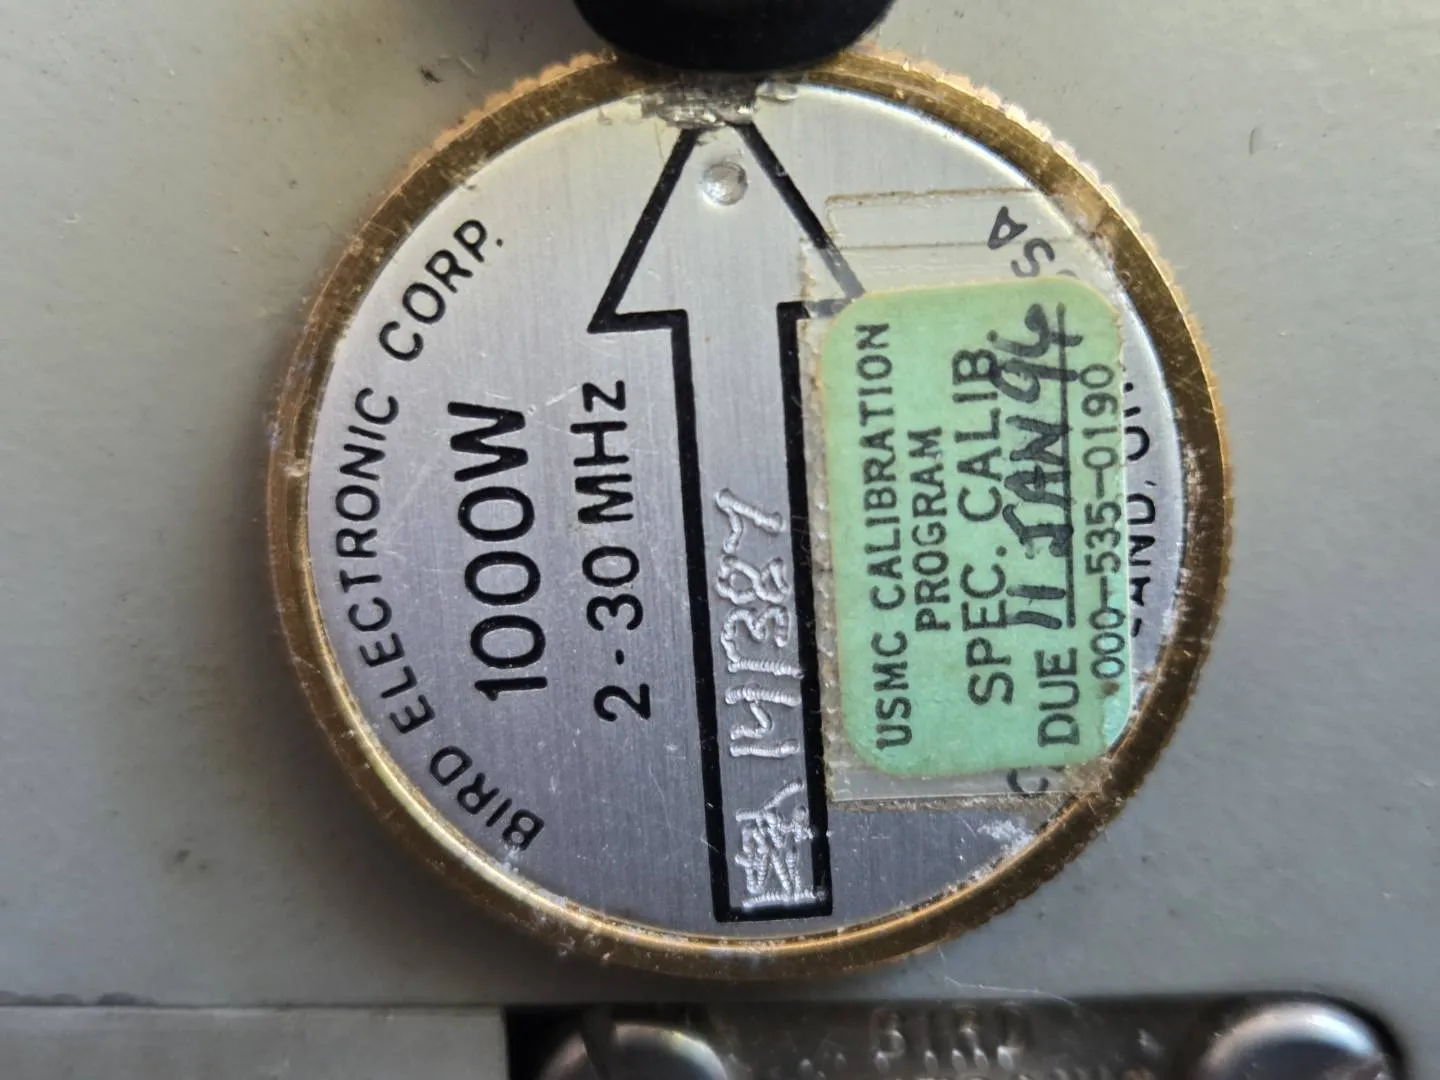 BIRD ELECTRONIC CORP.
1000W
2-30 MHz
USMC CALIBRATION
PROGRAM
SPEC. CALIB.
DUE 11 JAN 96
000-535-0190
BIRD